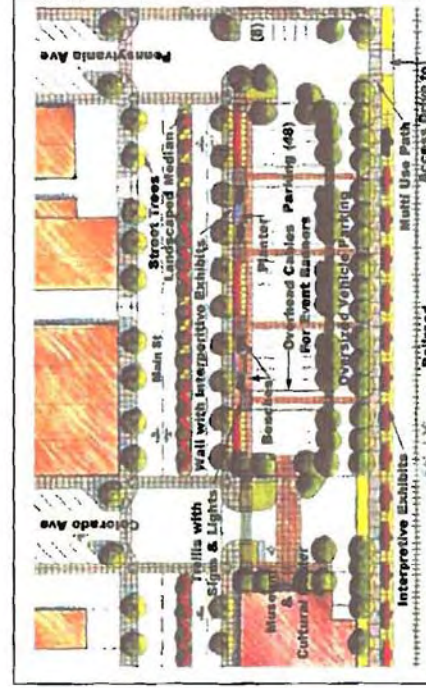 Pennsylvania Ave
(8)
Street Trees
Landscaped Median
Main St
Wall with Interpretive Exhibits
Colorado Ave
Trellis with
Signs & Lights
Planter
Parking (48)
Overhead Cables
For Event Banners
Benches
Oversized Vehicle Parking
Museum
&
Cultural
Multi Use Path
Access
Railroad
Interpretive Exhibits